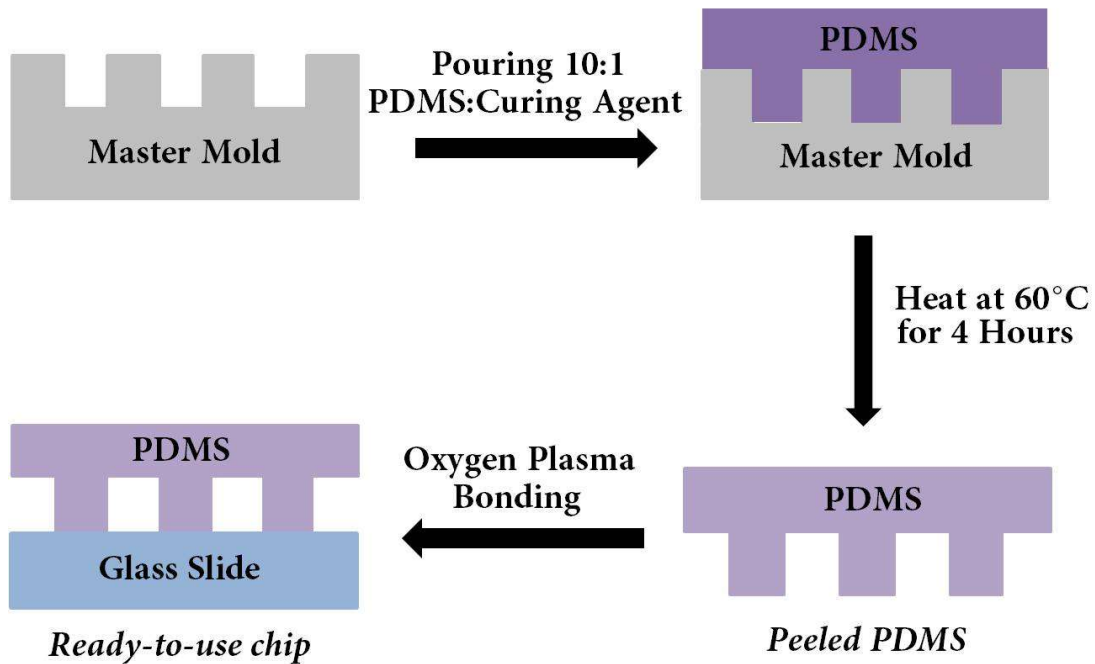 Master Mold
Pouring 10:1
PDMS:Curing Agent
PDMS
Master Mold
Heat at 60°C
for 4 Hours
PDMS
Peeled PDMS
Oxygen Plasma
Bonding
PDMS
Glass Slide
Ready-to-use chip